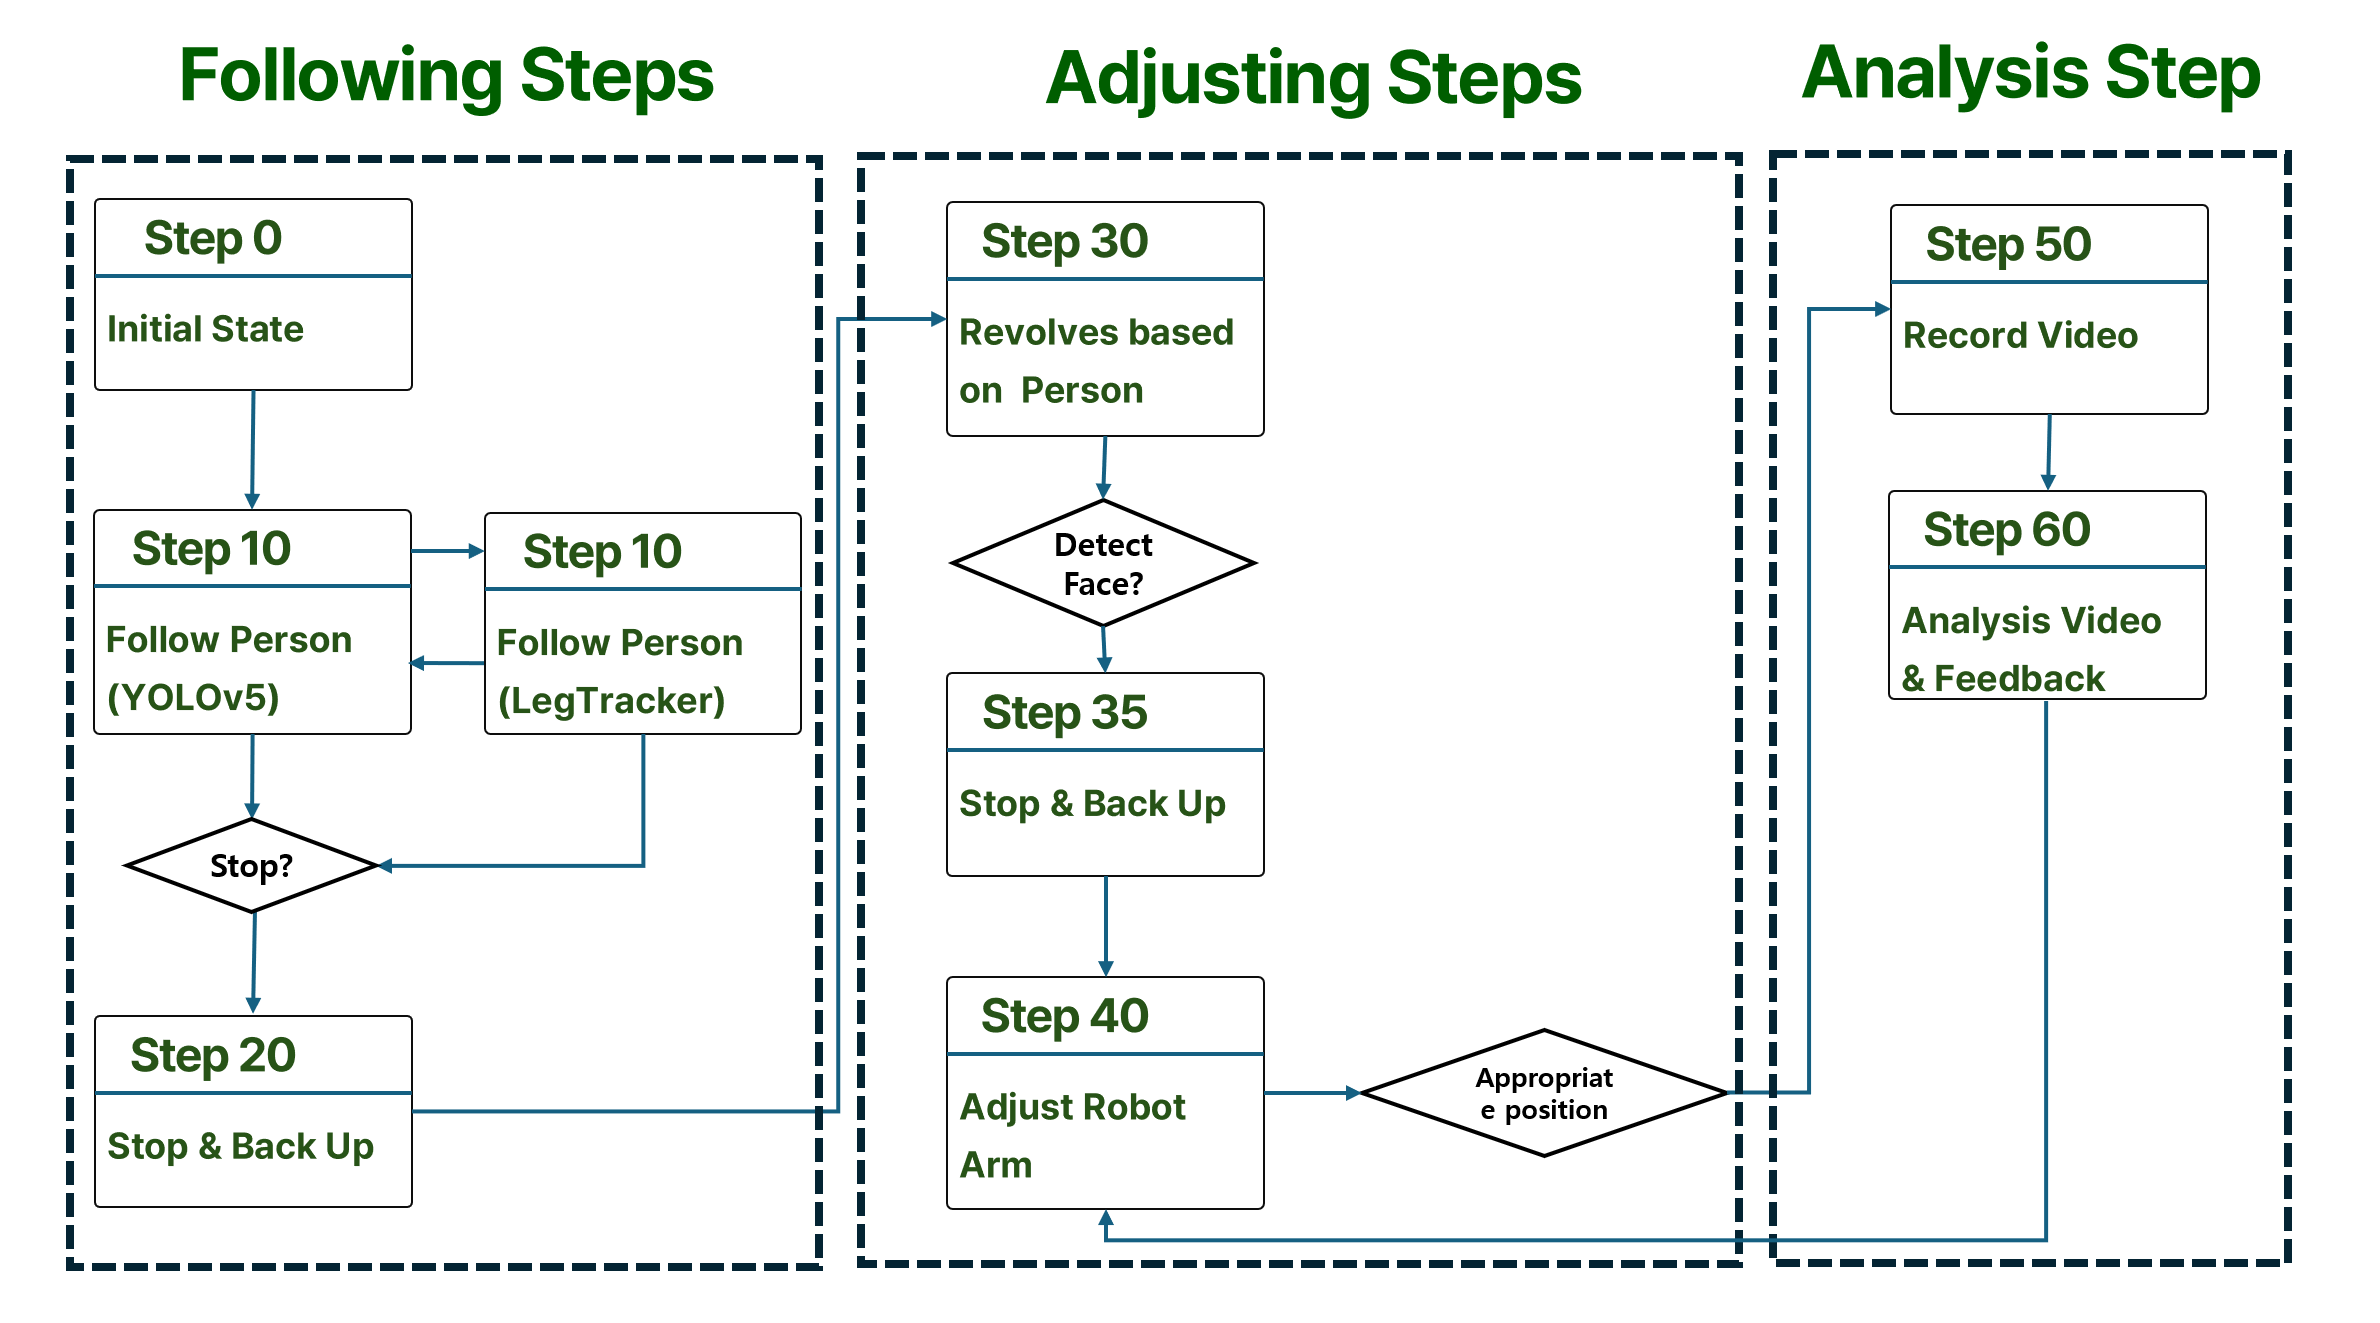 Following Steps
Adjusting Steps
Analysis Step
Step 0
Initial State
Step 10
Follow Person
(YOLOv5)
Step 10
Follow Person
(LegTracker)
Stop?
Step 20
Stop & Back Up
Step 30
Revolves based
on Person
Detect
Face?
Step 35
Stop & Back Up
Step 40
Adjust Robot
Arm
Appropriat
e position
Step 50
Record Video
Step 60
Analysis Video
& Feedback